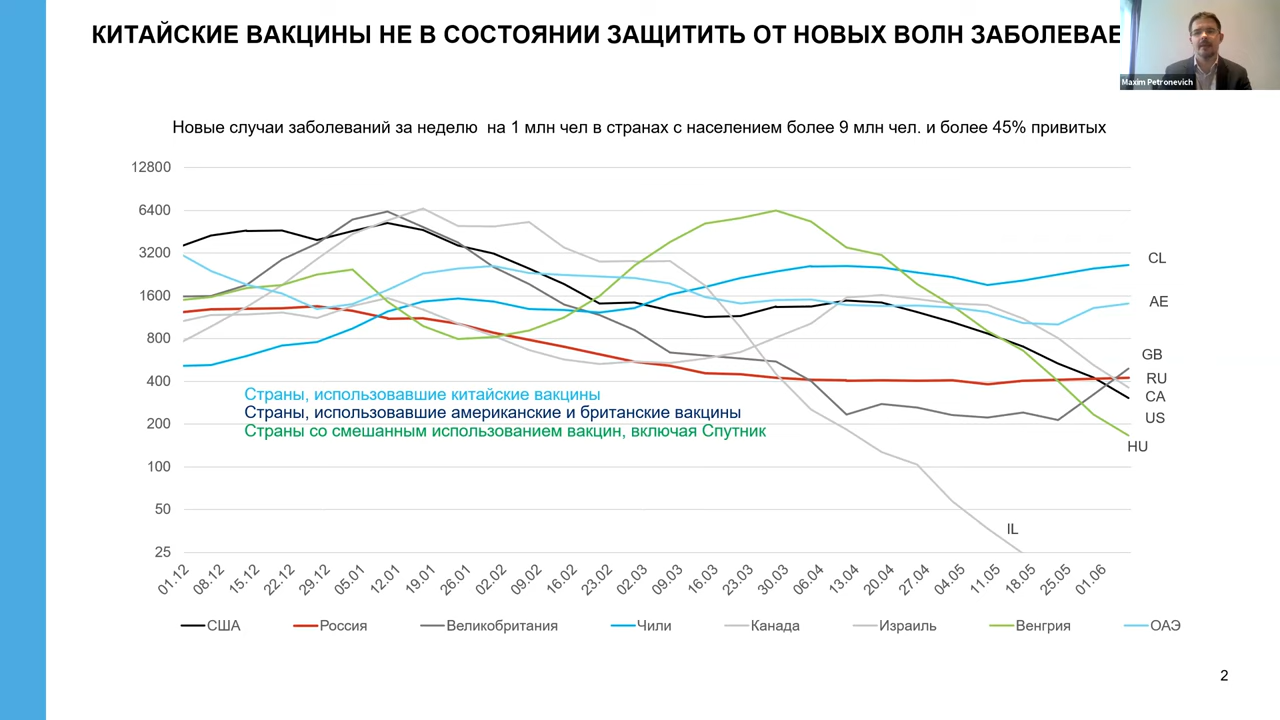 КИТАЙСКИЕ ВАКЦИНЫ НЕ В СОСТОЯНИИ ЗАЩИТИТЬ ОТ НОВЫХ ВОЛН ЗАБОЛЕВАЕ
Maxim Petronevich
Новые случаи заболеваний за неделю на 1 млн чел в странах с населением более 9 млн чел. и более 45% привитых
12800
6400
3200
1600
800
400
200
100
50
25
CL
AE
GB
RU
CA
US
HU
IL
Страны, использовавшие китайские вакцины
Страны, использовавшие американские и британские вакцины
Страны со смешанным использованием вакцин, включая Спутник
01.12 08.12 15.12 22.12 29.12 05.01 12.01 19.01 26.01 02.02 09.02 16.02 23.02 02.03 09.03 16.03 23.03 30.03 06.04 13.04 20.04 27.04 04.05 11.05 18.05 25.05 01.06
США Россия Великобритания Чили Канада Израиль Венгрия ОАЭ
2